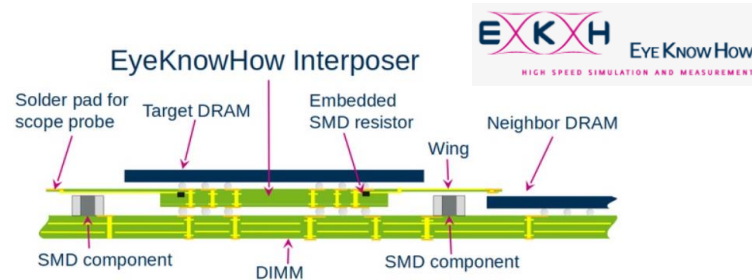 EXKH
EYE KNOW HOW
HIGH SPEED SIMULATION AND MEASUREMENT
EyeKnowHow Interposer
Solder pad for
scope probe
Target DRAM
Embedded
SMD resistor
Wing
Neighbor DRAM
SMD component
DIMM
SMD component